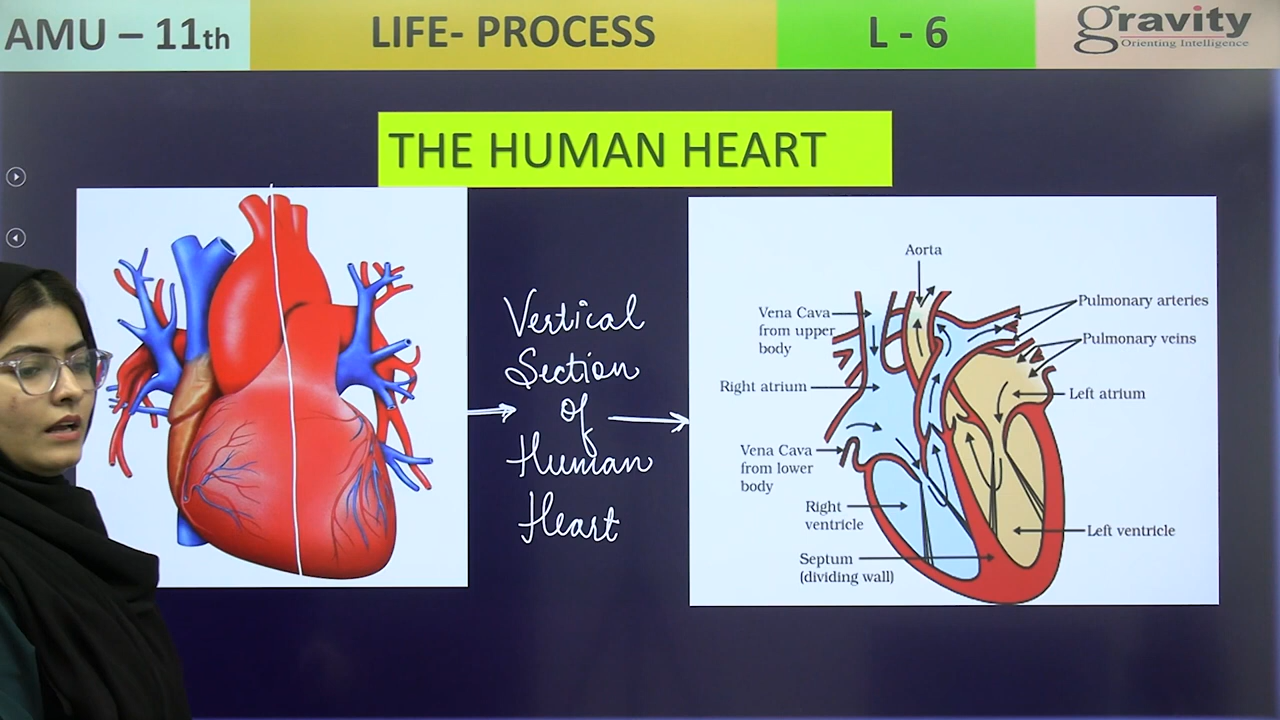 AMU – 11th
LIFE- PROCESS
L - 6
gravity
Orienting Intelligence
THE HUMAN HEART
Vertical
Section
of
Human
Heart
Aorta
Vena Cava
from upper
body
Right atrium
Vena Cava
from lower
body
Right
ventricle
Septum
(dividing wall)
Pulmonary arteries
Pulmonary veins
Left atrium
Left ventricle